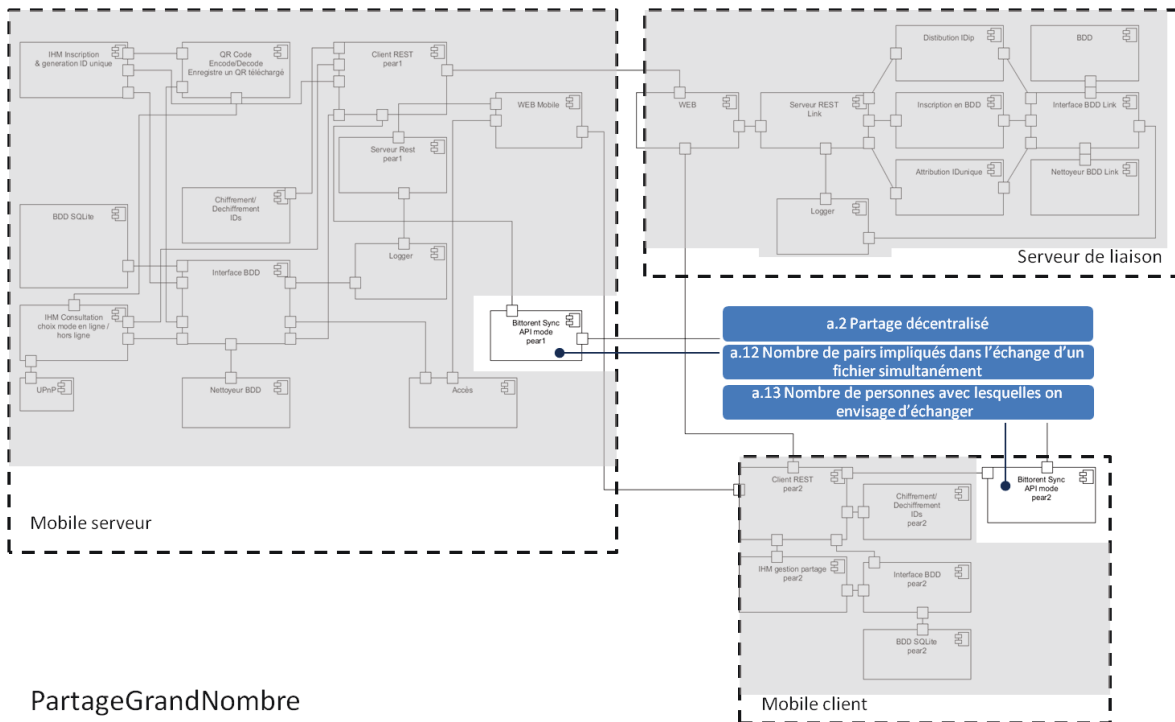 IHM Inscription
& generation ID unique
QR Code
Encode/Decode
Enregistre un QR téléchargé
Client REST
pear1
WEB Mobile
Serveur Rest
pear1
Chiffrement/
Dechiffrement
IDs
BDD SQLite
Logger
Interface BDD
IHM Consultation
choix mode en ligne /
hors ligne
Bittorent Sync
API mode
pear1
UPnP
Nettoyeur BDD
Accès
Mobile serveur
Distibution IDip
BDD
WEB
Serveur REST
Link
Inscription en BDD
Interface BDD Link
Attribution IDunique
Nettoyeur BDD Link
Logger
Serveur de liaison
a.2 Partage décentralisé
a.12 Nombre de pairs impliqués dans l'échange d'un
fichier simultanément
a.13 Nombre de personnes avec lesquelles on
envisage d'échanger
Client REST
pear2
Bittorent Sync
API mode
pear2
Chiffrement/
Dechiffrement
IDs
pear2
IHM gestion partage
pear2
Interface BDD
pear2
BDD SQLite
pear2
Mobile client
PartageGrandNombre